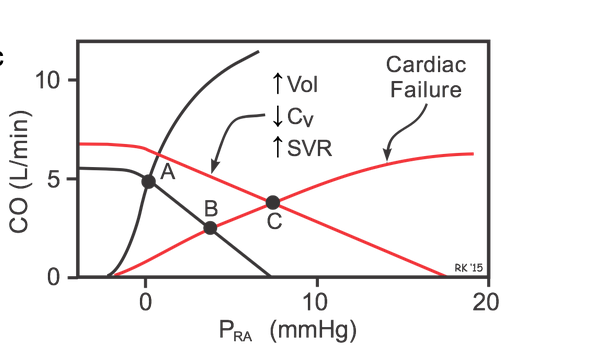 c
10
5
0
CO (L/min)
↑ Vol
↓ Cv
↑ SVR
Cardiac
Failure
A
B
C
RK '15
0
10
20
PRA (mmHg)